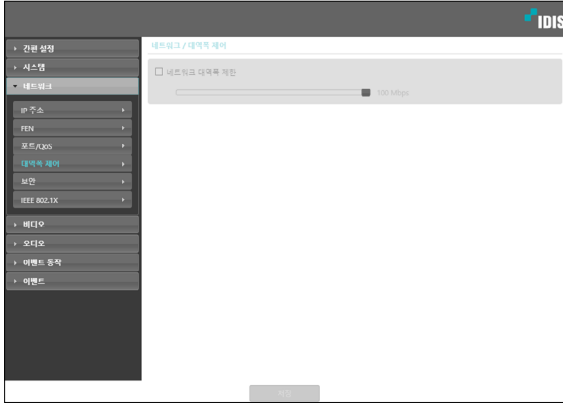 IDIS
간편 설정
시스템
네트워크
IP 주소
FEN
포트/QoS
대역폭 제어
보안
IEEE 802.1X
비디오
오디오
이벤트 동작
이벤트
네트워크 / 대역폭 제어
네트워크 대역폭 제한
100 Mbps